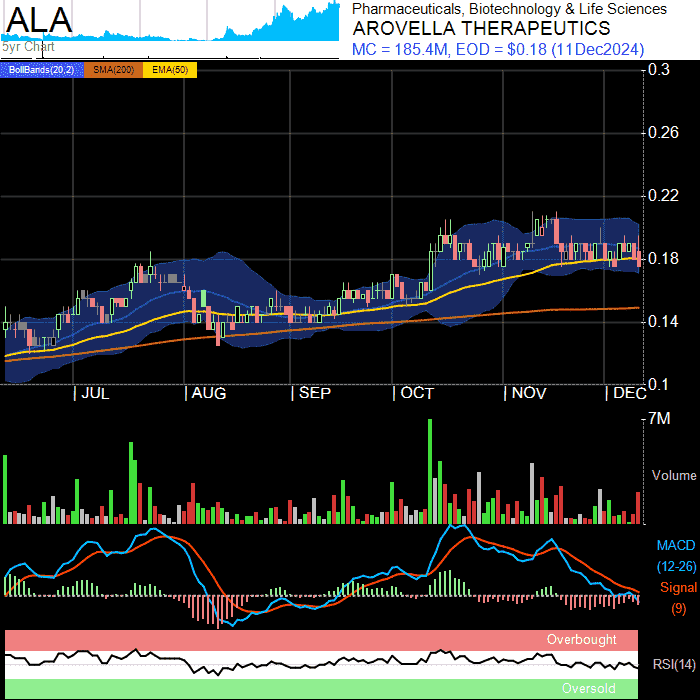 ALA
5yr Chart
Pharmaceuticals, Biotechnology & Life Sciences
AROVELLA THERAPEUTICS
MC = 185.4M, EOD = $0.18 (11Dec2024)
BollBands(20,2) SMA(200) EMA(50)
0.3
0.26
0.22
0.18
0.14
0.1
JUL AUG SEP OCT NOV DEC
7M
Volume
MACD
(12-26)
Signal
(9)
Overbought
RSI(14)
Oversold